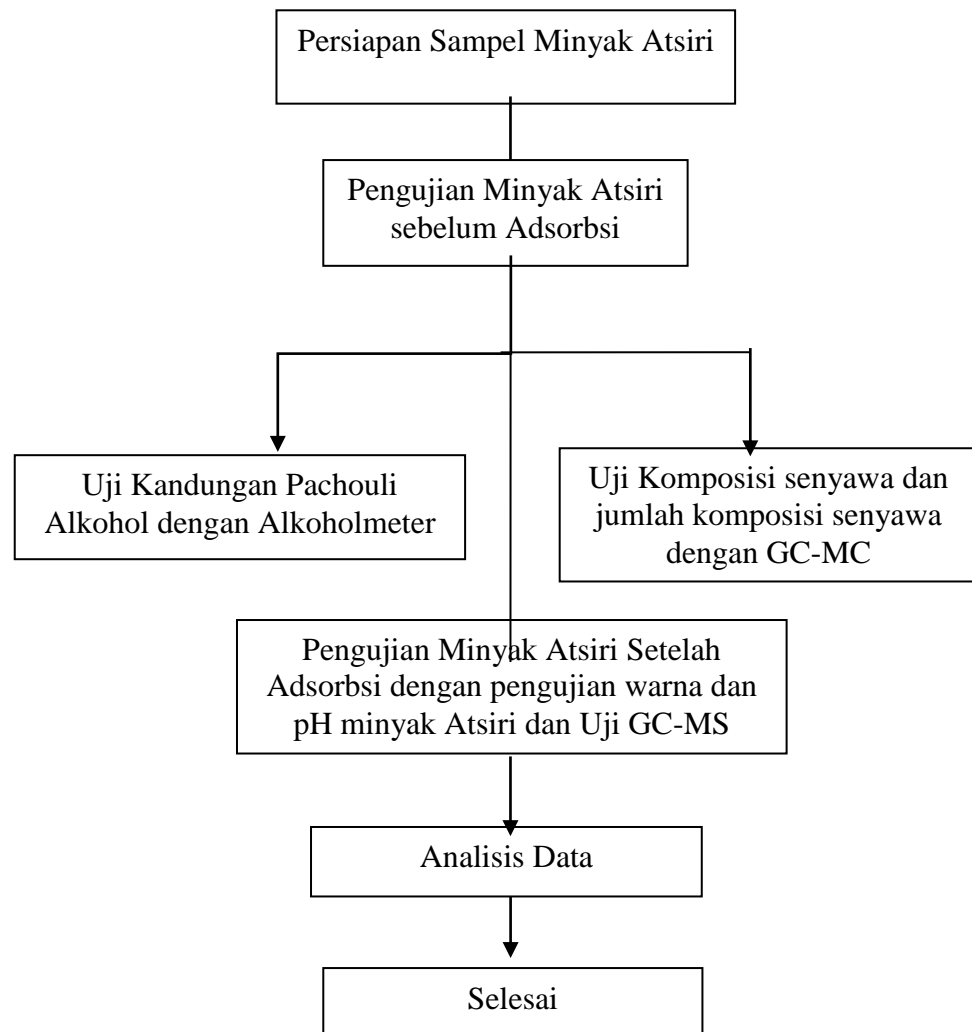 Persiapan Sampel Minyak Atsiri
Pengujian Minyak Atsiri
sebelum Adsorbsi
Uji Kandungan Pachouli
Alkohol dengan Alkoholmeter
Uji Komposisi senyawa dan
jumlah komposisi senyawa
dengan GC-MC
Pengujian Minyak Atsiri Setelah
Adsorbsi dengan pengujian warna dan
pH minyak Atsiri dan Uji GC-MS
Analisis Data
Selesai